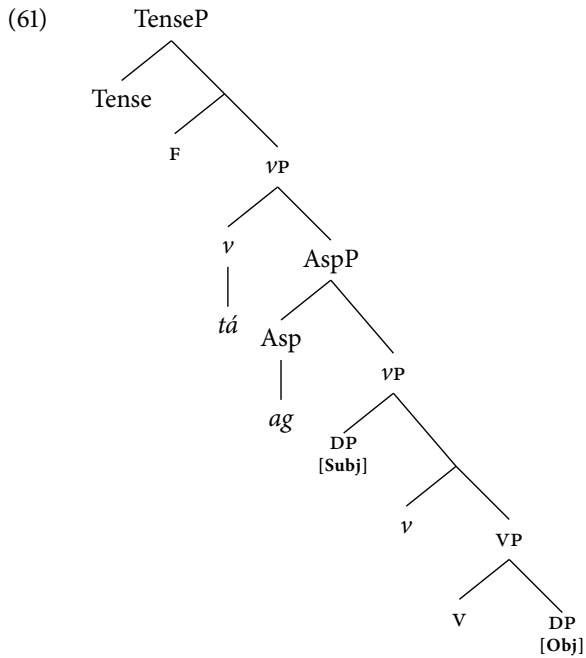 (61)
TenseP
Tense
F
vP
v
AspP
tá
Asp
vP
ag
DP
[Subj]
v
VP
V
DP
[Obj]